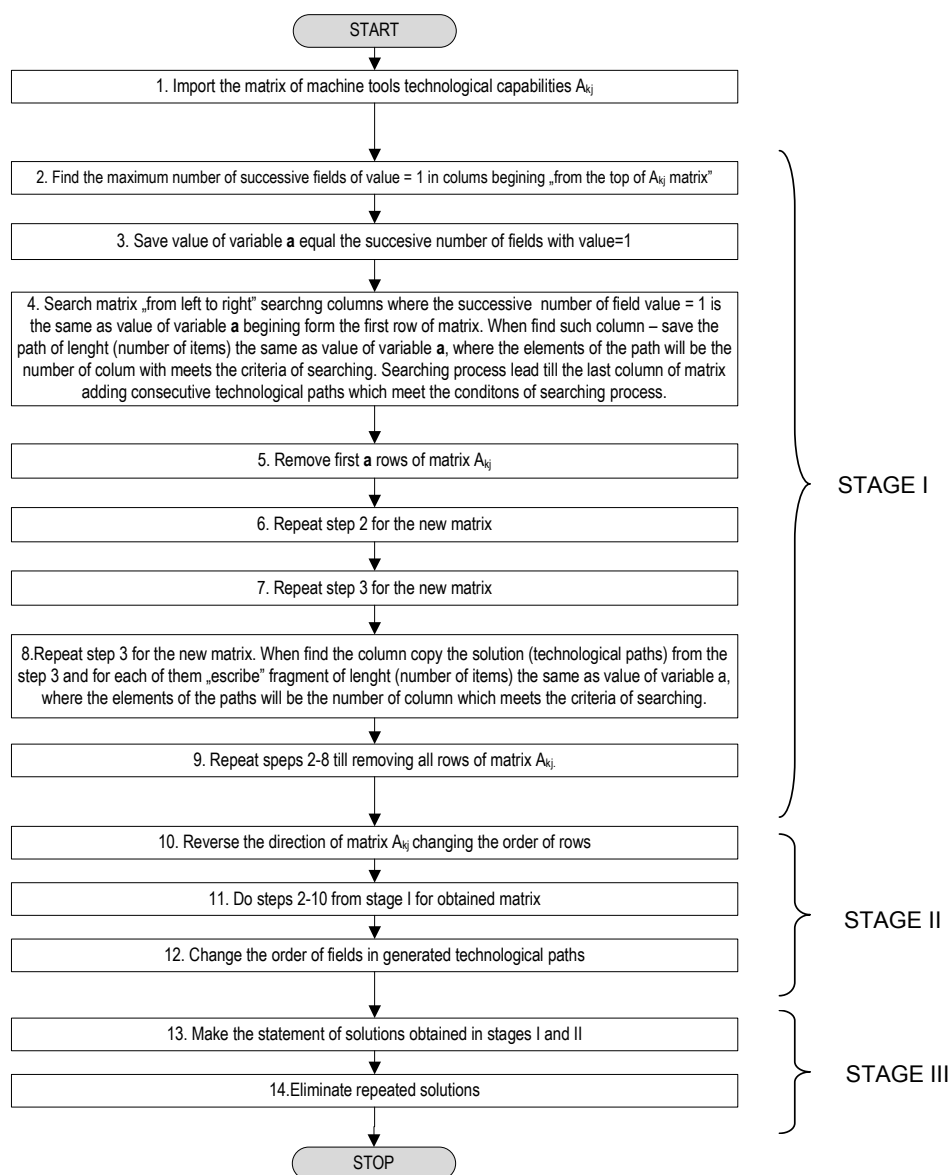 START
1. Import the matrix of machine tools technological capabilities Akj
2. Find the maximum number of successive fields of value = 1 in colums begining „from the top of Akj matrix”
3. Save value of variable a equal the succesive number of fields with value=1
4. Search matrix „from left to right” searchng columns where the successive number of field value = 1 is
the same as value of variable a begining form the first row of matrix. When find such column – save the
path of lenght (number of items) the same as value of variable a, where the elements of the path will be the
number of colum with meets the criteria of searching. Searching process lead till the last column of matrix
adding consecutive technological paths which meet the conditons of searching process.
5. Remove first a rows of matrix Akj
6. Repeat step 2 for the new matrix
7. Repeat step 3 for the new matrix
8.Repeat step 3 for the new matrix. When find the column copy the solution (technological paths) from the
step 3 and for each of them „escribe” fragment of lenght (number of items) the same as value of variable a,
where the elements of the paths will be the number of column which meets the criteria of searching.
9. Repeat speps 2-8 till removing all rows of matrix Akj.
STAGE I
10. Reverse the direction of matrix Akj changing the order of rows
11. Do steps 2-10 from stage I for obtained matrix
12. Change the order of fields in generated technological paths
STAGE II
13. Make the statement of solutions obtained in stages I and II
14.Eliminate repeated solutions
STAGE III
STOP